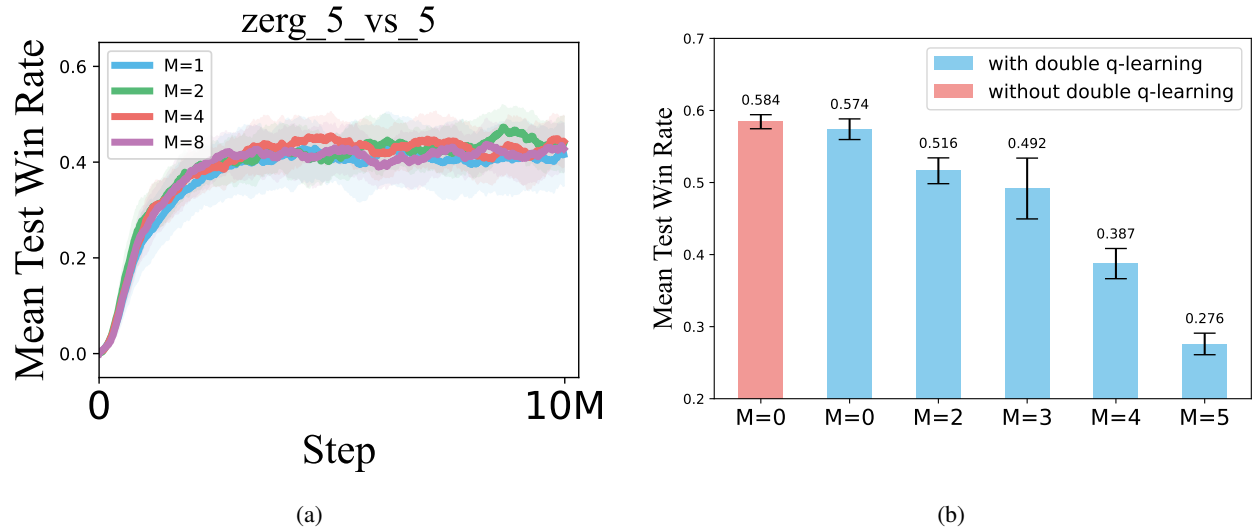 zerg_5_vs_5
Mean Test Win Rate
0.6
0.4
0.2
0.0
M=1
M=2
M=4
M=8
0
10M
Step
(a)
Mean Test Win Rate
0.7
0.6
0.5
0.4
0.3
0.2
with double q-learning
without double q-learning
0.584
0.574
0.516
0.492
0.387
0.276
M=0
M=0
M=2
M=3
M=4
M=5
(b)